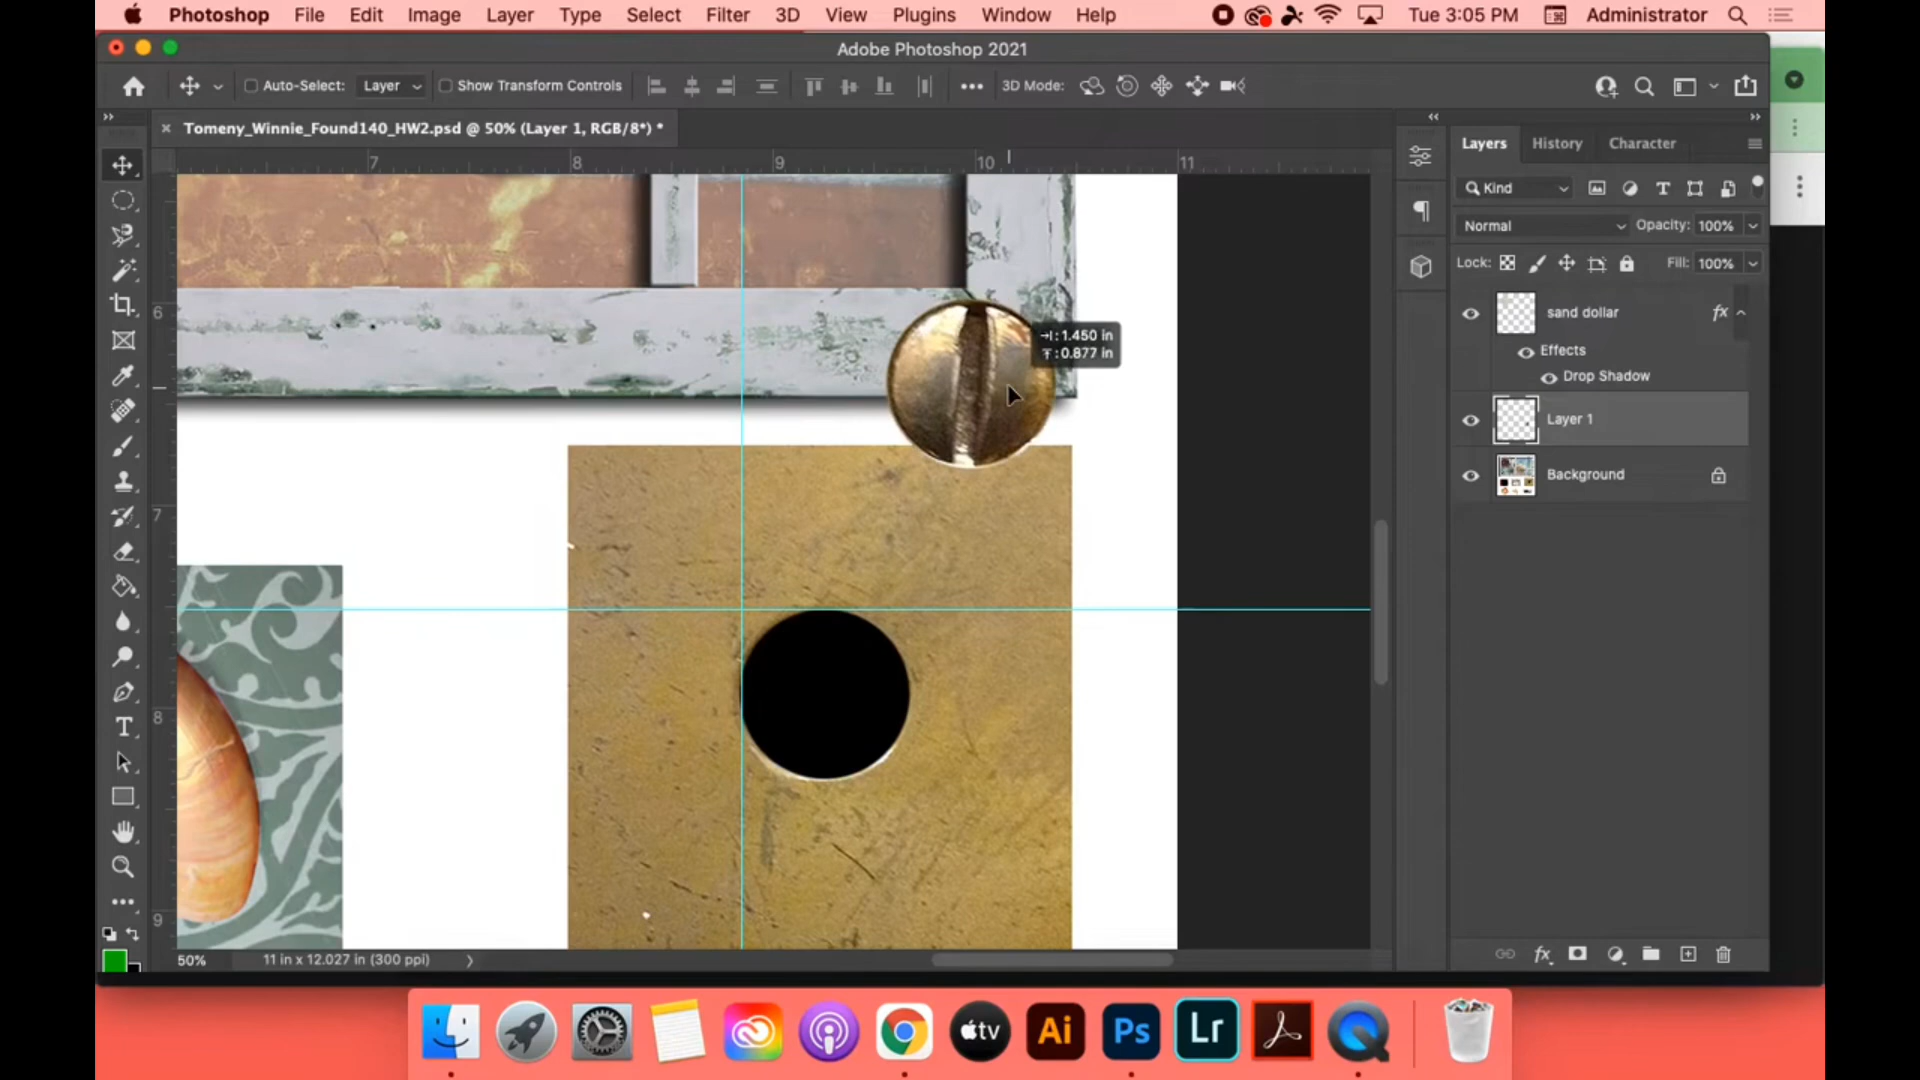 Photoshop File Edit Image Layer Type Select Filter 3D View Plugins Window Help Tue 3:05 PM Administrator
Adobe Photoshop 2021
Auto-Select: Layer Show Transform Controls 3D Mode:
Tomeny_Winnie_Found140_HW2.psd @ 50% (Layer 1, RGB/8*) *
7 8 9 10 11
6
7
8
9
→|: 1.450 in
0.877 in
Layers History Character
Kind
Normal Opacity: 100%
Lock: Fill: 100%
sand dollar fx
Effects
Drop Shadow
Layer 1
Background
50% 11 in x 12.027 in (300 ppi)
fx
tv Ai Ps Lr